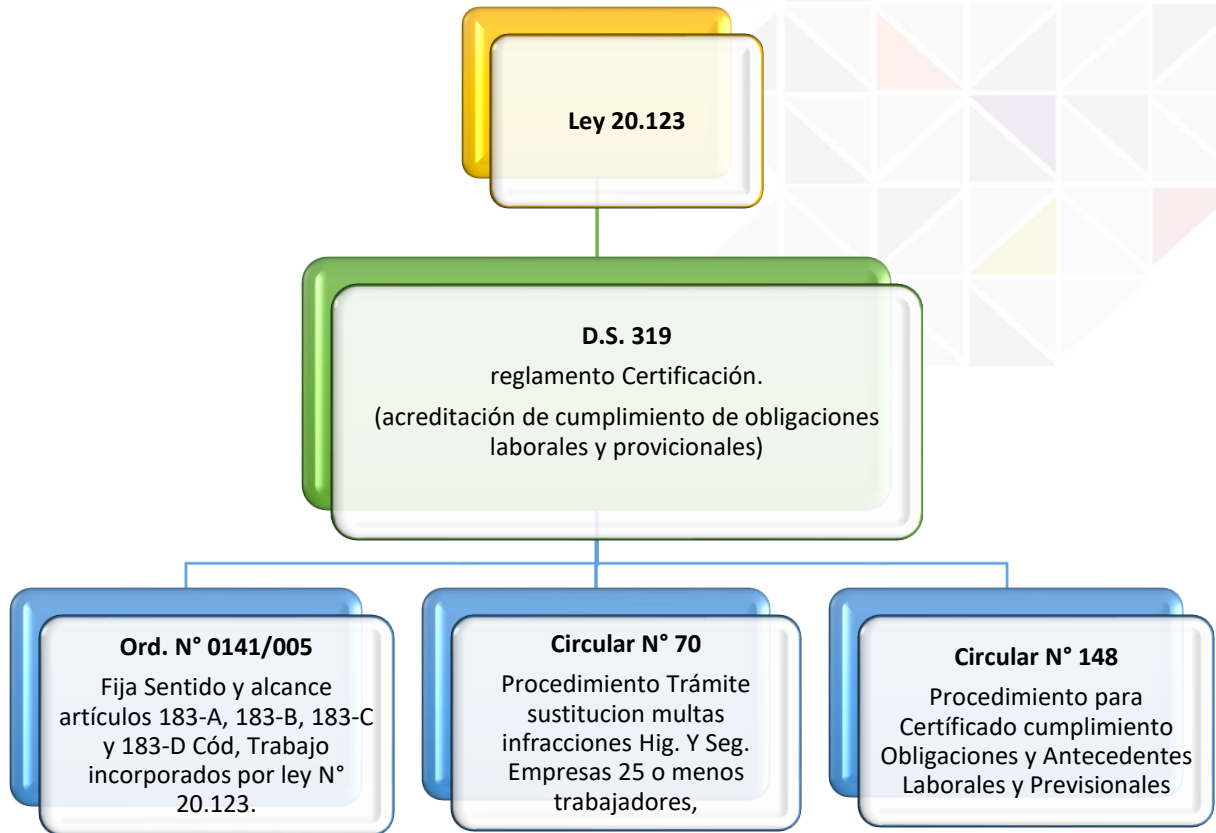 Ley 20.123
D.S. 319
reglamento Certificación.
(acreditación de cumplimiento de obligaciones
laborales y provicionales)
Ord. N° 0141/005
Fija Sentido y alcance
artículos 183-A, 183-B, 183-C
y 183-D Cód, Trabajo
incorporados por ley N°
20.123.
Circular N° 70
Procedimiento Trámite
sustitucion multas
infracciones Hig. Y Seg.
Empresas 25 o menos
trabajadores,
Circular N° 148
Procedimiento para
Certíficado cumplimiento
Obligaciones y Antecedentes
Laborales y Previsionales